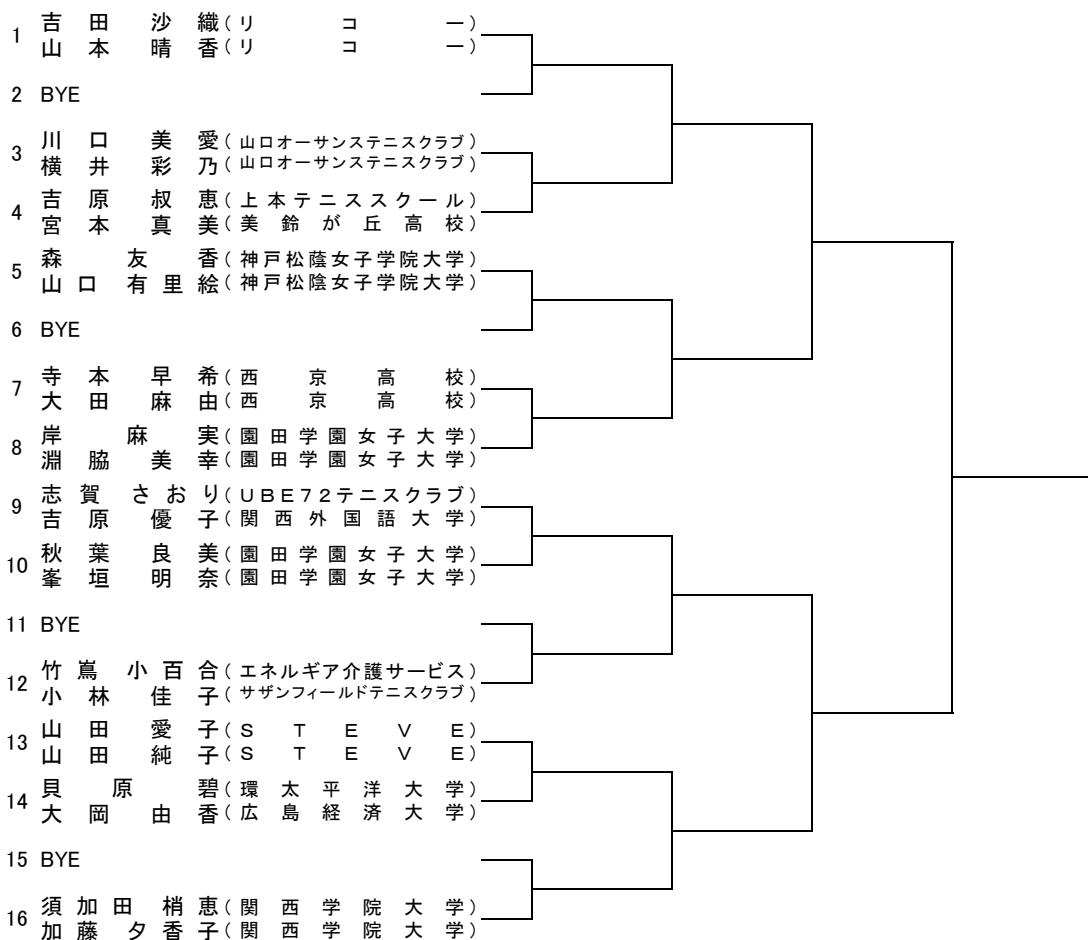 1 吉田 沙織(リコー)
山本 晴香(リコー)
2 BYE
3 川口 美愛(山口オーサンステニスクラブ)
横井 彩乃(山口オーサンステニスクラブ)
4 吉原 叔恵(上本テニススクール)
宮本 真美(美鈴が丘高校)
5 森 友香(神戸松蔭女子学院大学)
山口 有里絵(神戸松陰女子学院大学)
6 BYE
7 寺本 早希(西京高校)
大田 麻由(西京高校)
8 岸 麻実(園田学園女子大学)
淵脇 美幸(園田学園女子大学)
9 志賀 さおり(UBE72テニスクラブ)
吉原 優子(関西外国語大学)
10 秋葉 良美(園田学園女子大学)
峯垣 明奈(園田学園女子大学)
11 BYE
12 竹嶌 小百合(エネルギア介護サービス)
小林 佳子(サザンフィールドテニスクラブ)
13 山田 愛子(STEVE)
山田 純子(STEVE)
14 貝原 碧(環太平洋大学)
大岡 由香(広島経済大学)
15 BYE
16 須加田 梢恵(関西学院大学)
加藤 夕香子(関西学院大学)